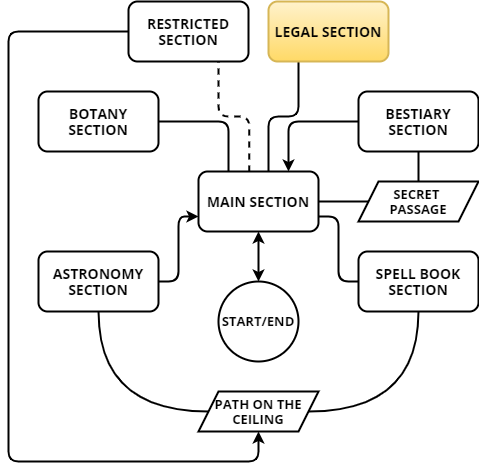 RESTRICTED
SECTION
LEGAL SECTION
BOTANY
SECTION
BESTIARY
SECTION
MAIN SECTION
SECRET
PASSAGE
ASTRONOMY
SECTION
SPELL BOOK
SECTION
START/END
PATH ON THE
CEILING